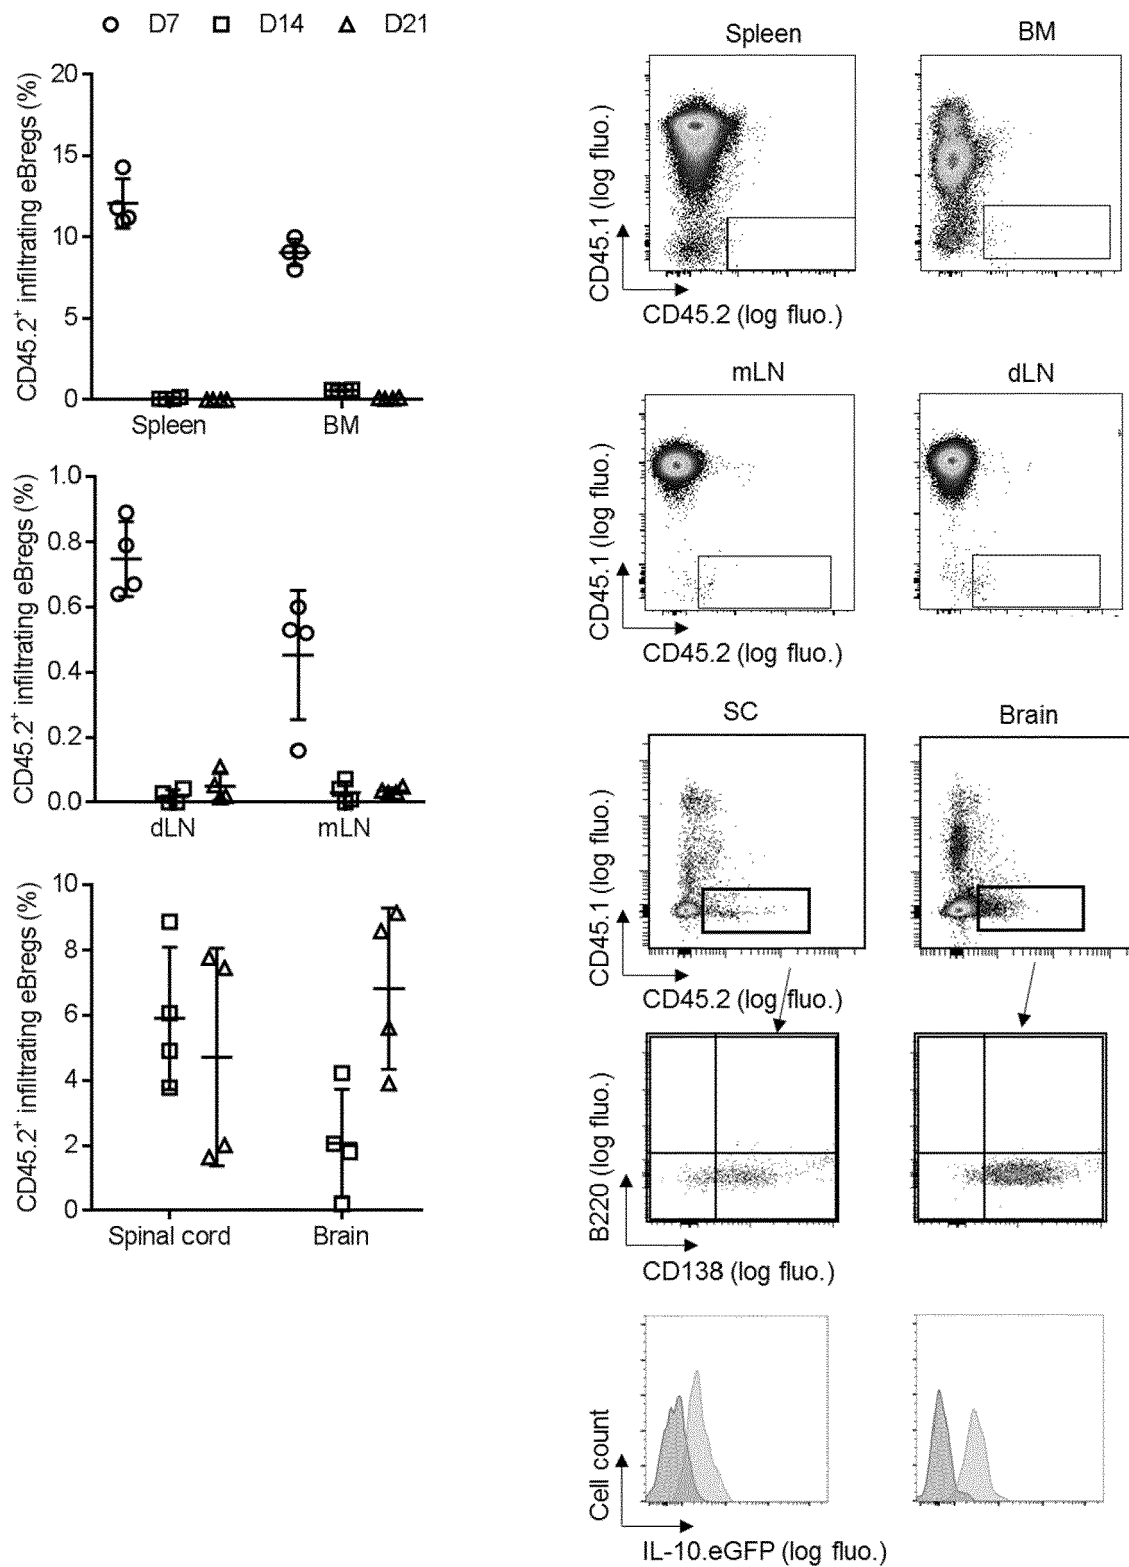 D7 D14 D21
CD45.2⁺ infiltrating eBregs (%)
20
15
10
5
0
Spleen BM
CD45.2⁺ infiltrating eBregs (%)
1.0
0.8
0.6
0.4
0.2
0.0
dLN mLN
CD45.2⁺ infiltrating eBregs (%)
10
8
6
4
2
0
Spinal cord Brain
Spleen BM
CD45.1 (log fluo.)
CD45.2 (log fluo.)
mLN dLN
CD45.1 (log fluo.)
CD45.2 (log fluo.)
SC Brain
CD45.1 (log fluo.)
CD45.2 (log fluo.)
B220 (log fluo.)
CD138 (log fluo.)
Cell count
IL-10.eGFP (log fluo.)